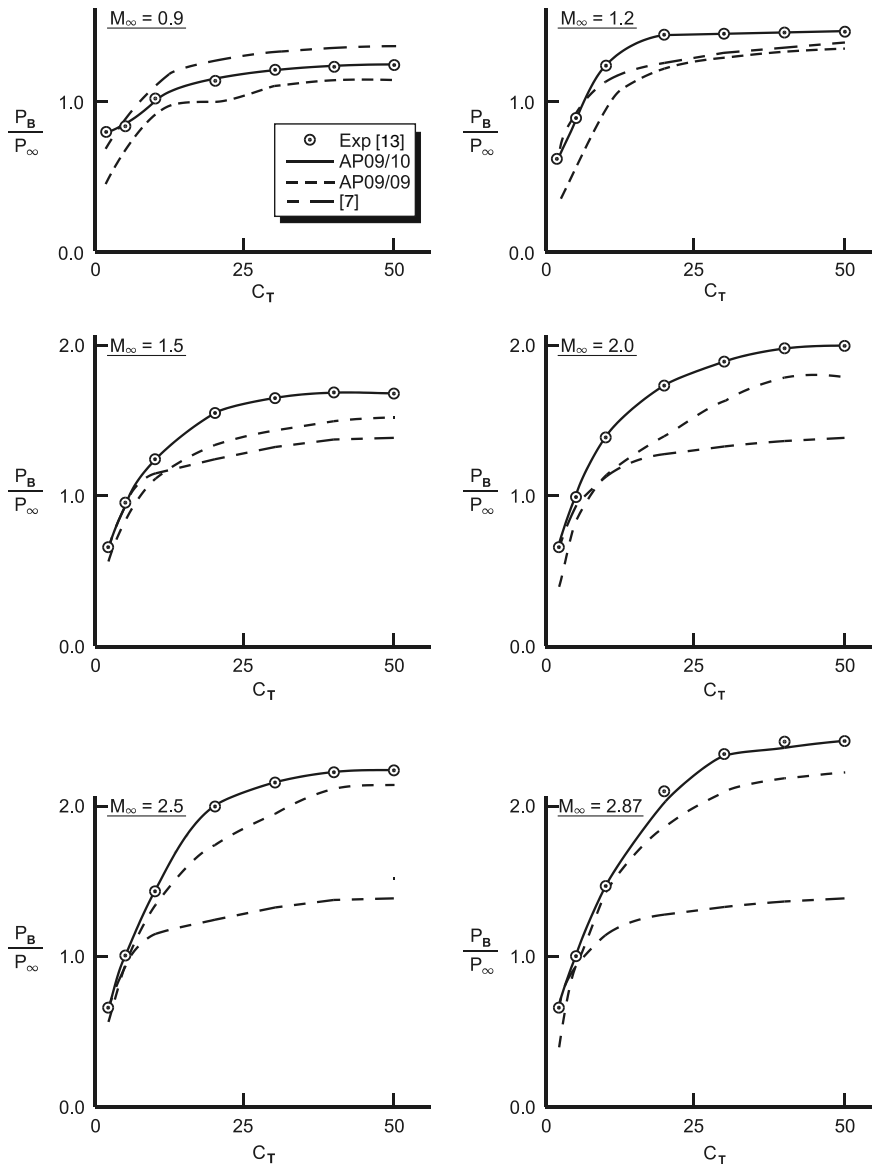 M∞ = 0.9
1.0
P_B
P∞
0.0
0
25
50
C_T
Exp [13]
AP09/10
AP09/09
[7]
M∞ = 1.2
1.0
P_B
P∞
0.0
0
25
50
C_T
M∞ = 1.5
2.0
1.0
P_B
P∞
0.0
0
25
50
C_T
M∞ = 2.0
2.0
1.0
P_B
P∞
0.0
0
25
50
C_T
M∞ = 2.5
2.0
1.0
P_B
P∞
0.0
0
25
50
C_T
M∞ = 2.87
2.0
1.0
P_B
P∞
0.0
0
25
50
C_T